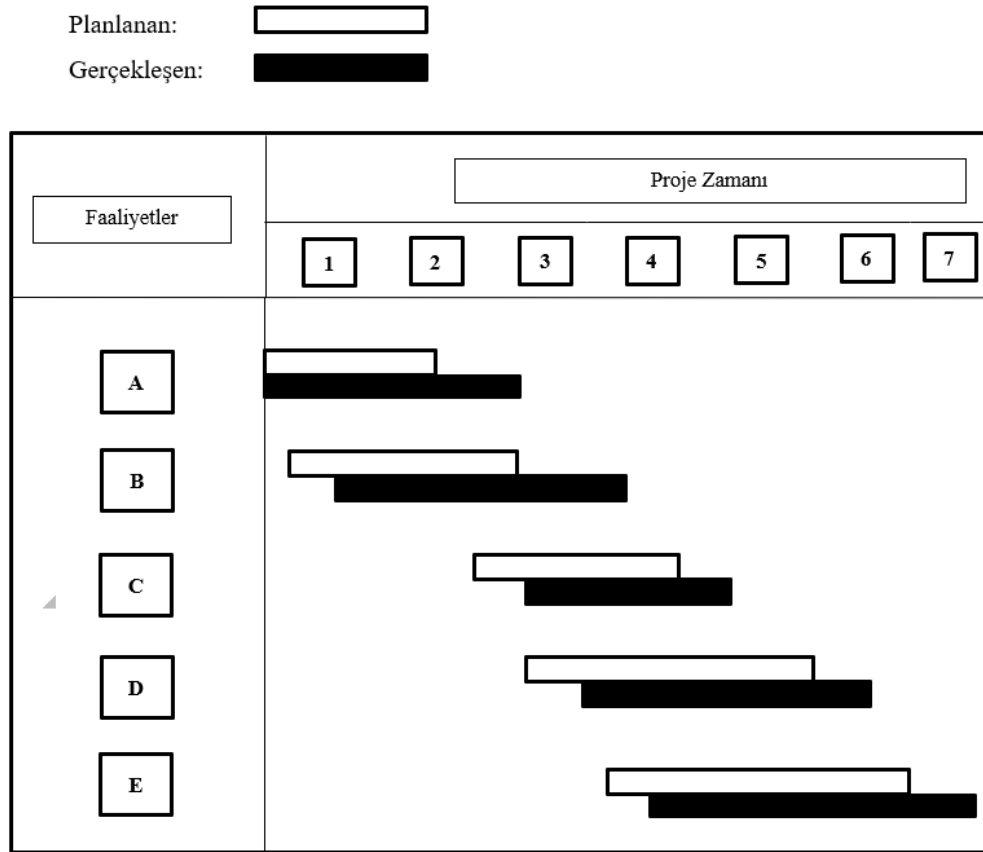 Planlanan:
Gerçekleşen:
Proje Zamanı
Faaliyetler
1 2 3 4 5 6 7
A
B
C
D
E